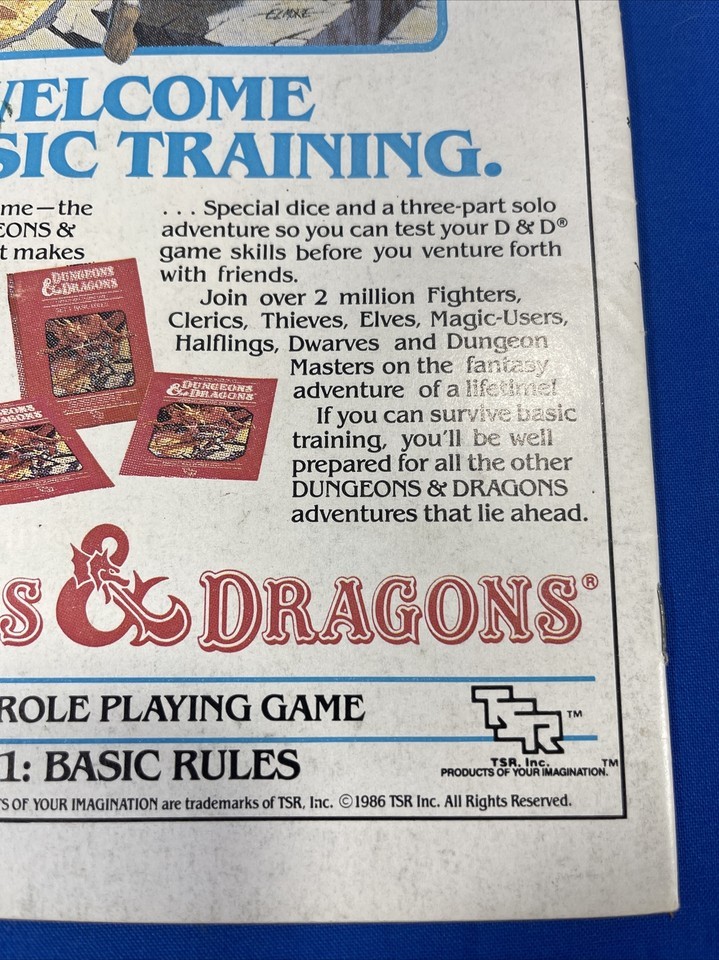 ELMORE
WELCOME
SIC TRAINING.
me—the
EONS &
t makes
. . . Special dice and a three-part solo
adventure so you can test your D & D®
game skills before you venture forth
with friends.
Join over 2 million Fighters,
Clerics, Thieves, Elves, Magic-Users,
Halflings, Dwarves and Dungeon
Masters on the fantasy
adventure of a lifetime!
If you can survive basic
training, you'll be well
prepared for all the other
DUNGEONS & DRAGONS
adventures that lie ahead.
DUNGEONS
& DRAGONS
DUNGEONS
& DRAGONS
EONS
AGONS
S & DRAGONS®
ROLE PLAYING GAME
1: BASIC RULES
TSR™
TSR, Inc.
PRODUCTS OF YOUR IMAGINATION.™
TS OF YOUR IMAGINATION are trademarks of TSR, Inc. ©1986 TSR Inc. All Rights Reserved.